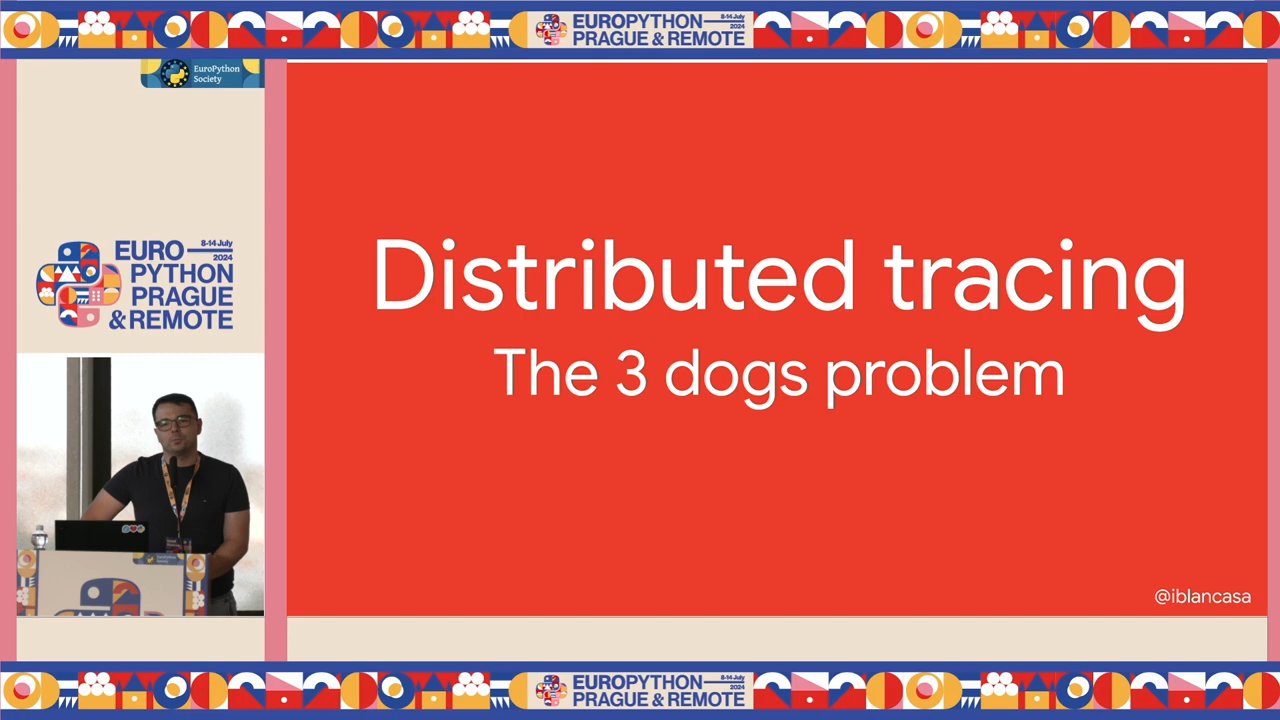 EUROPYTHON 8-14 July
2024
PRAGUE & REMOTE
EuroPython
Society
EURO 8-14 July
2024
PYTHON
PRAGUE
& REMOTE
Distributed tracing
The 3 dogs problem
@iblancasa
EUROPYTHON 8-14 July
2024
PRAGUE & REMOTE